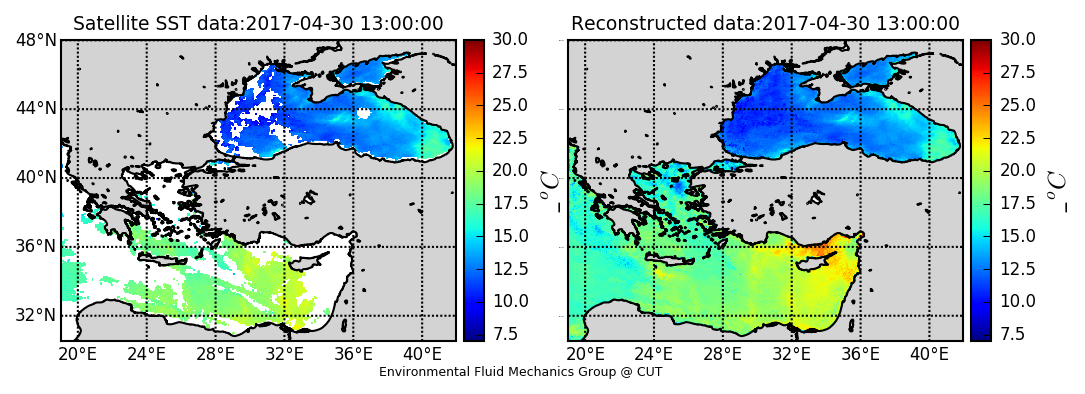 Satellite SST data:2017-04-30 13:00:00
Reconstructed data:2017-04-30 13:00:00
48°N
44°N
40°N
36°N
32°N
20°E 24°E 28°E 32°E 36°E 40°E
30.0
27.5
25.0
22.5
20.0
17.5
15.0
12.5
10.0
7.5
_°C
20°E 24°E 28°E 32°E 36°E 40°E
30.0
27.5
25.0
22.5
20.0
17.5
15.0
12.5
10.0
7.5
_°C
Environmental Fluid Mechanics Group @ CUT